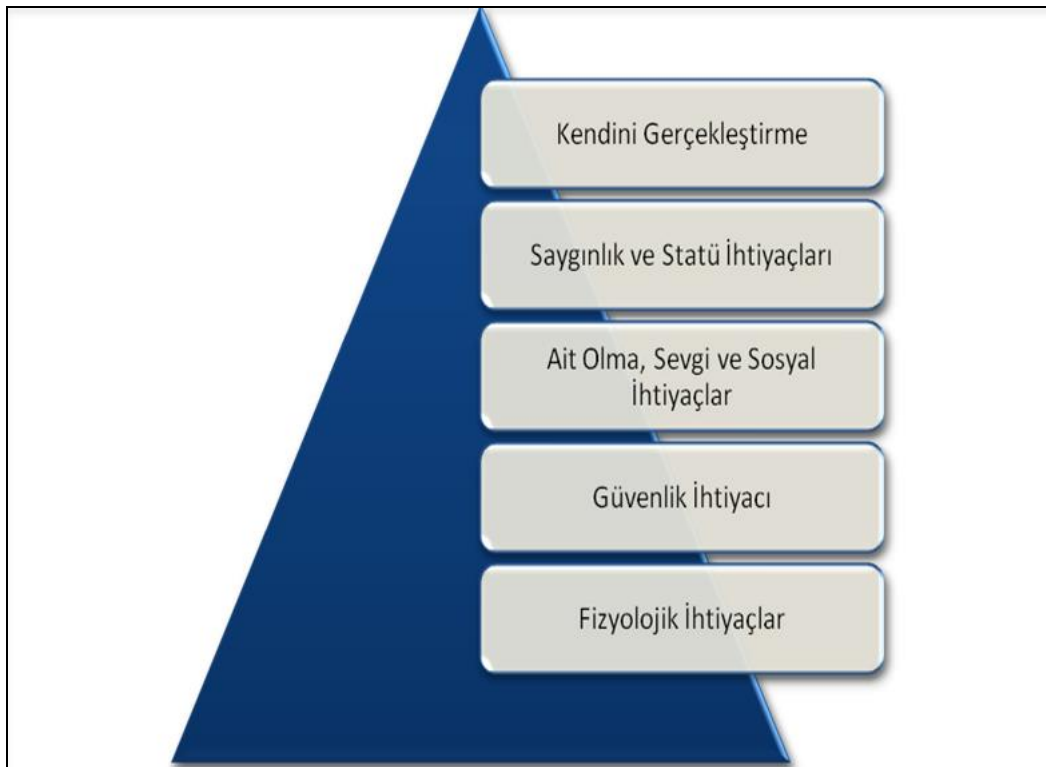 Kendini Gerçekleştirme
Saygınlık ve Statü İhtiyaçları
Ait Olma, Sevgi ve Sosyal
İhtiyaçlar
Güvenlik İhtiyacı
Fizyolojik İhtiyaçlar